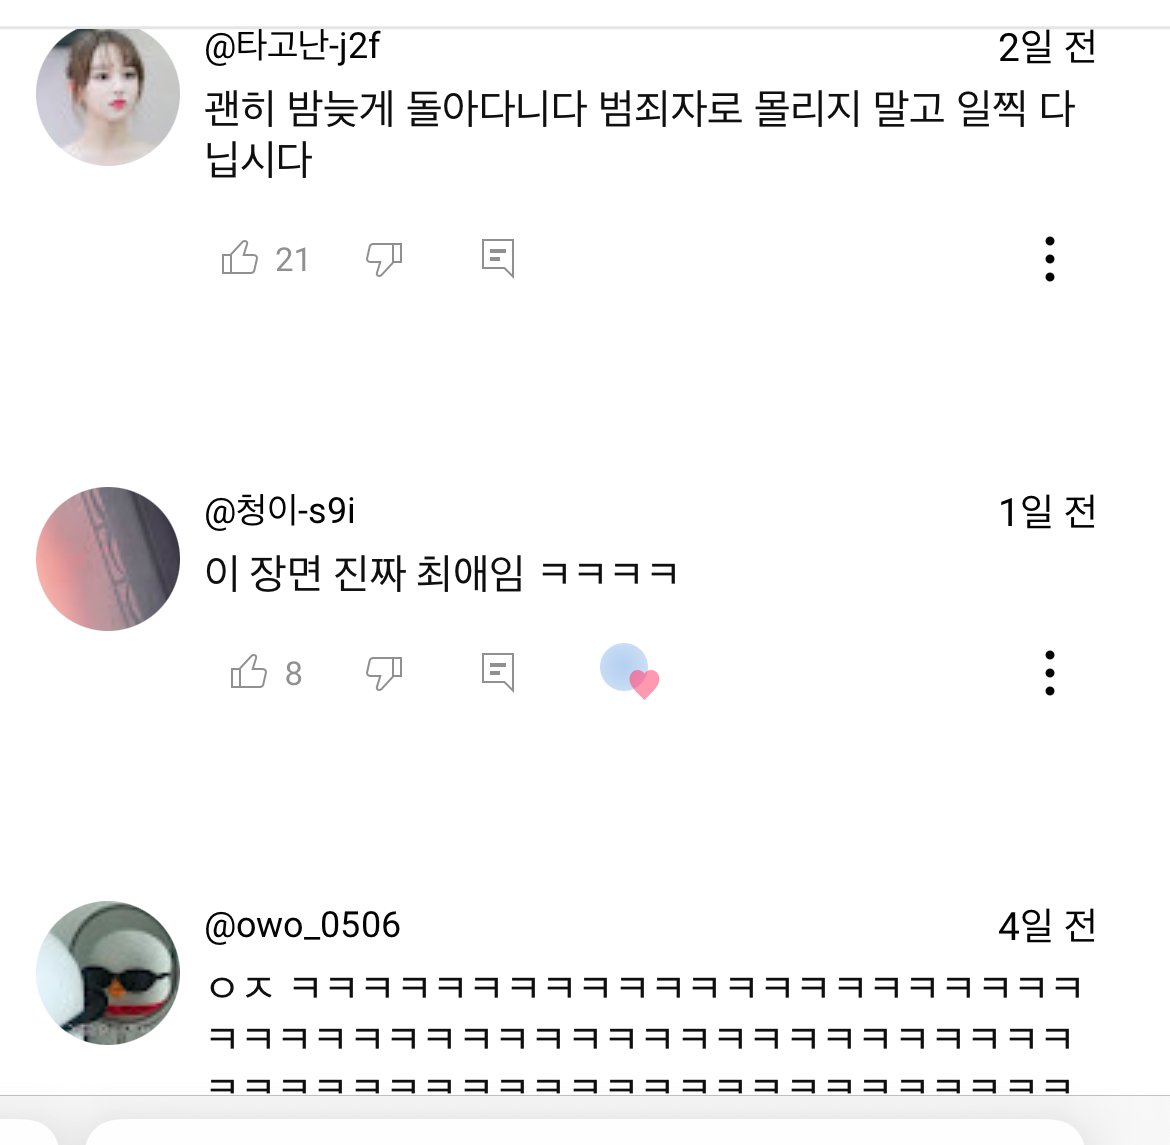 @타고난-j2f 2일 전
괜히 밤늦게 돌아다니다 범죄자로 몰리지 말고 일찍 다
닙시다
21
@청이-s9i 1일 전
이 장면 진짜 최애임 ㅋㅋㅋㅋ
8
@owo_0506 4일 전
ㅇㅈ ㅋㅋㅋㅋㅋㅋㅋㅋㅋㅋㅋㅋㅋㅋㅋㅋㅋㅋㅋㅋㅋㅋ
ㅋㅋㅋㅋㅋㅋㅋㅋㅋㅋㅋㅋㅋㅋㅋㅋㅋㅋㅋㅋㅋㅋㅋㅋ
ㅋㅋㅋㅋㅋㅋㅋㅋㅋㅋㅋㅋㅋㅋㅋㅋㅋㅋㅋㅋㅋㅋㅋㅋ